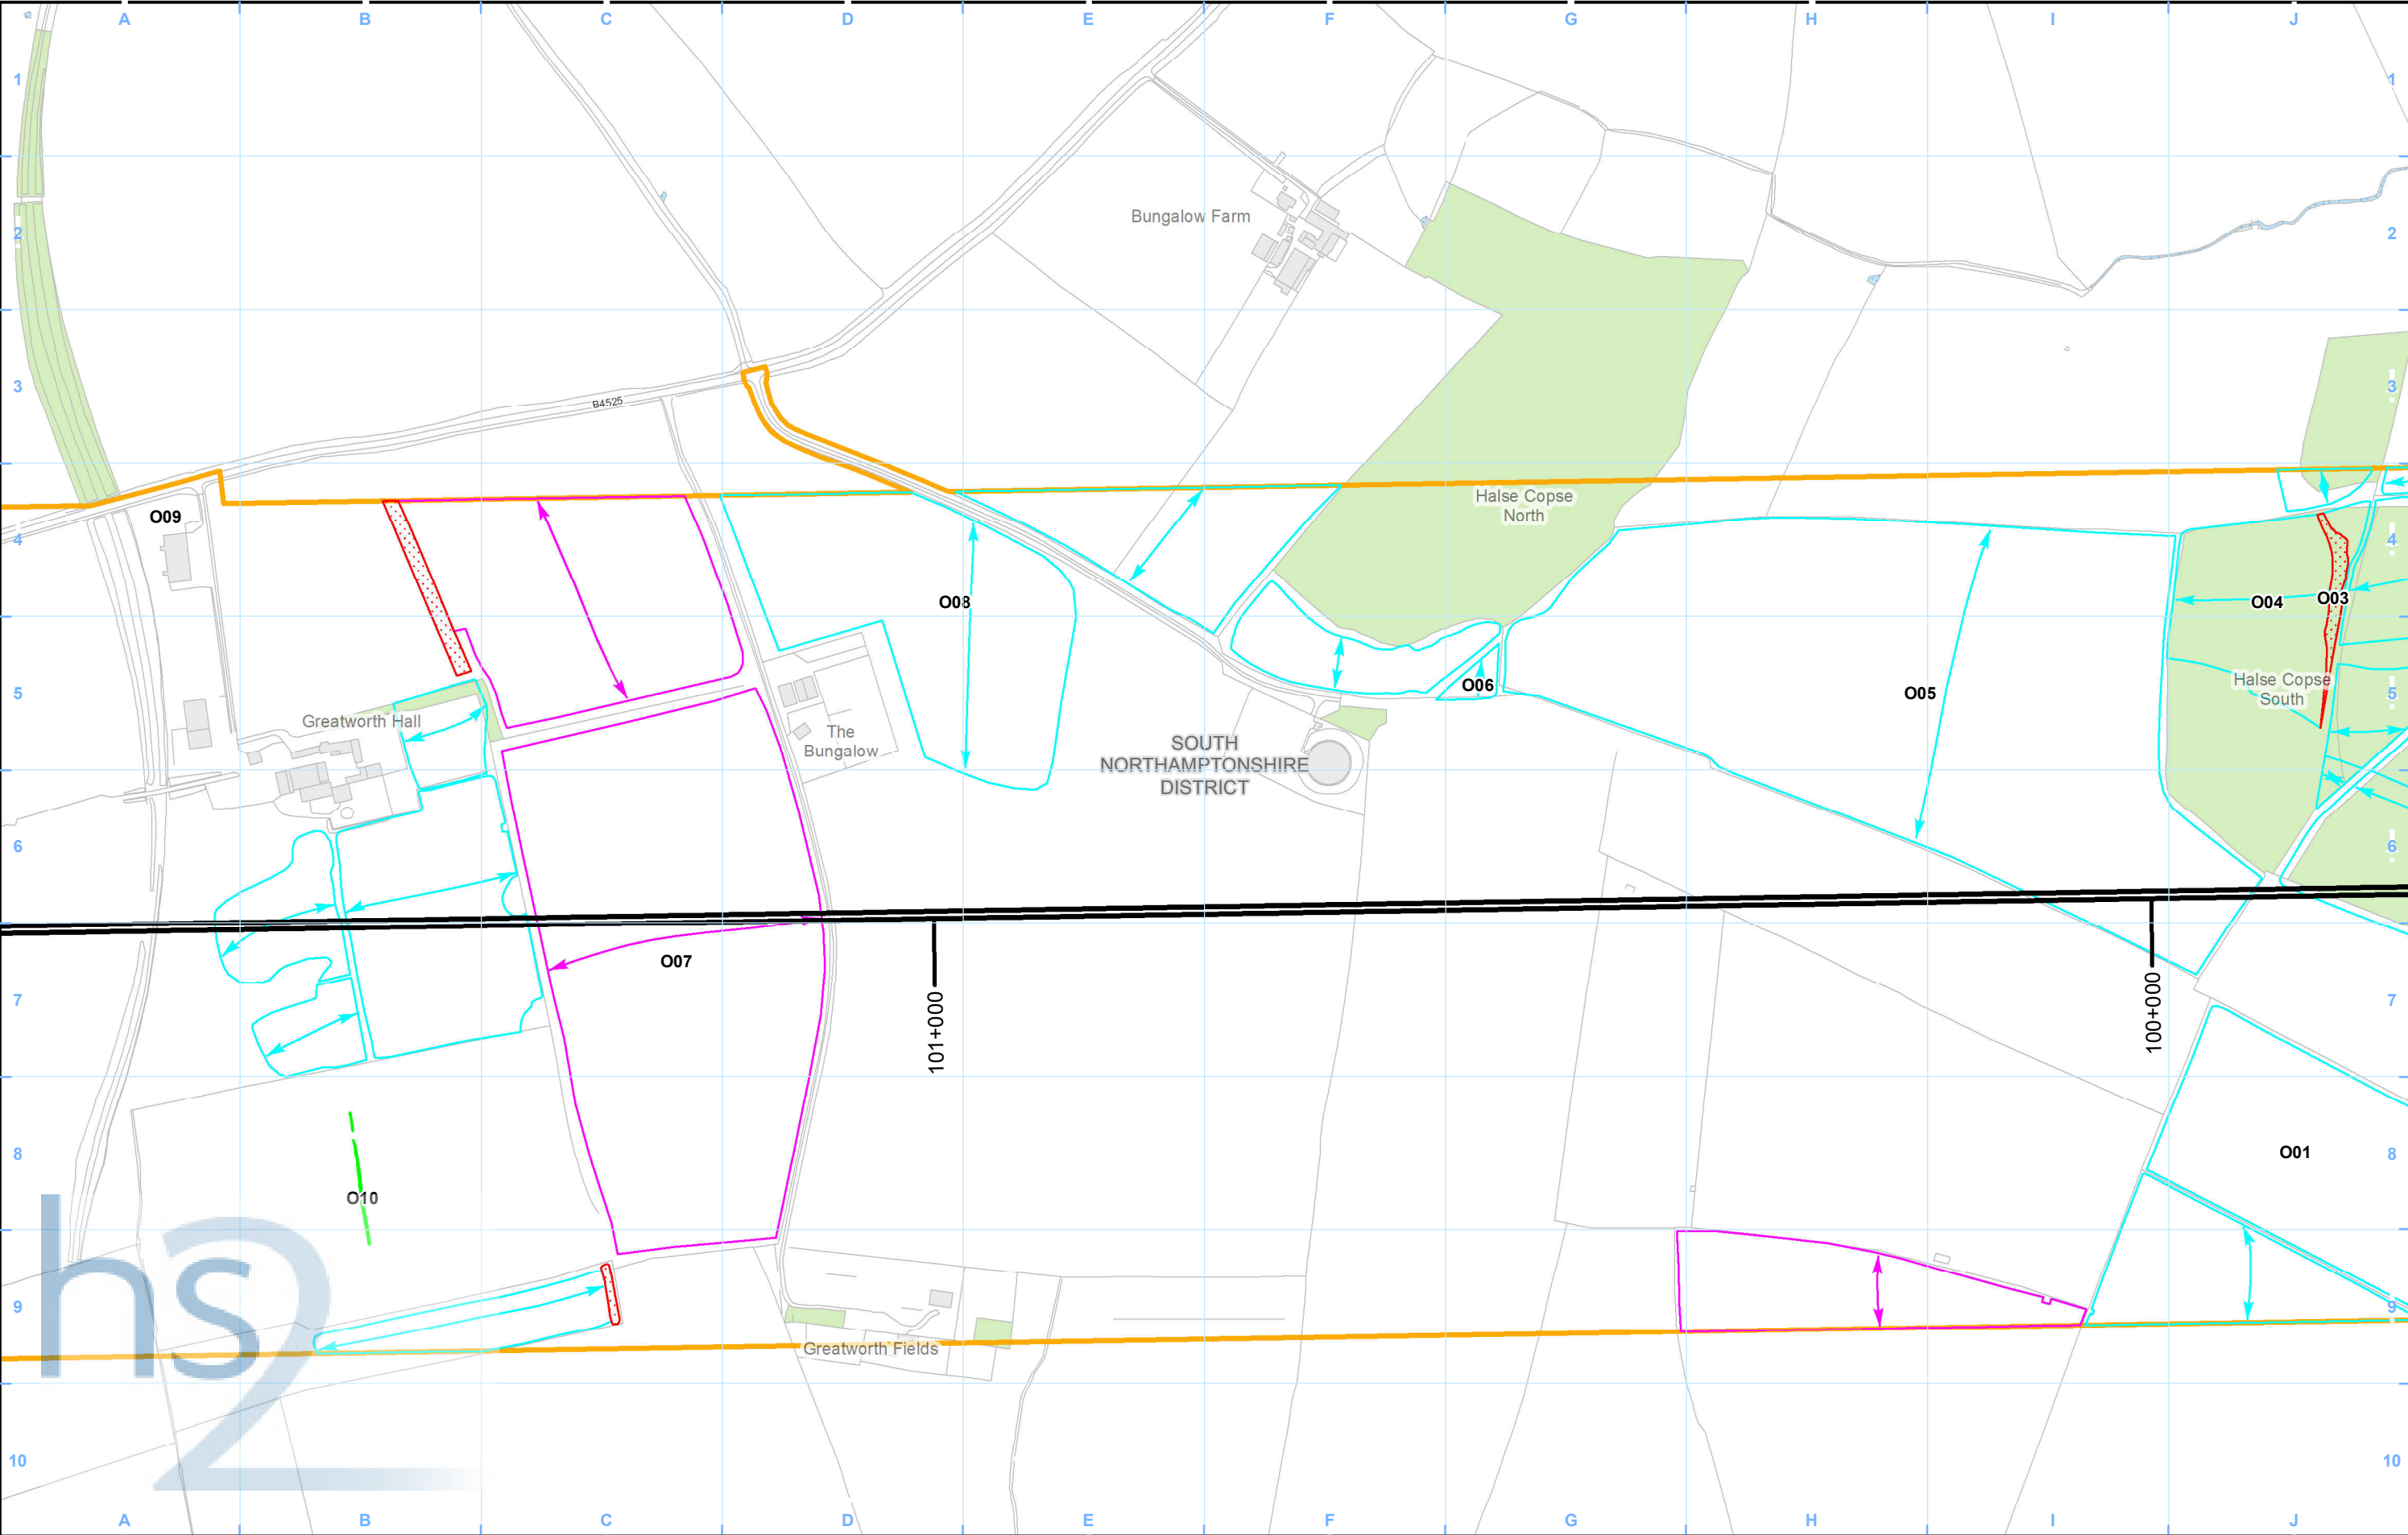 A B C D E F G H I J
1 1
Bungalow Farm
2 2
3 3
B4525
Halse Copse
North
O09
4 4
O08
O04 O03
O06
O05
5 5
Halse Copse
South
Greatworth Hall
The
Bungalow
SOUTH
NORTHAMPTONSHIRE
DISTRICT
6 6
O07
7 7
101+000
100+000
8 8
O01
O10
hs2
9 9
Greatworth Fields
10 10
A B C D E F G H I J